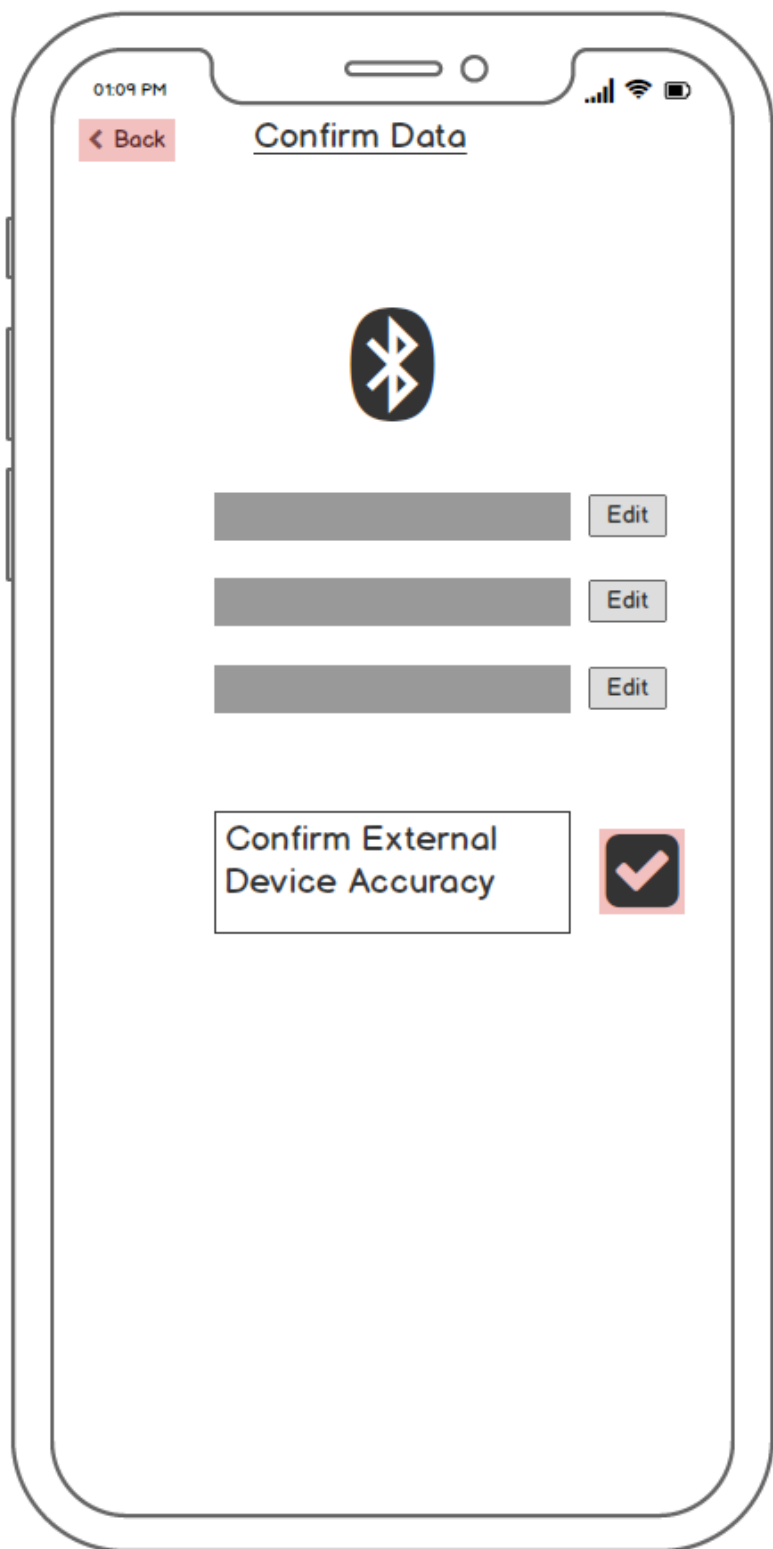 01:09 PM
Back
Confirm Data
Edit
Edit
Edit
Confirm External
Device Accuracy